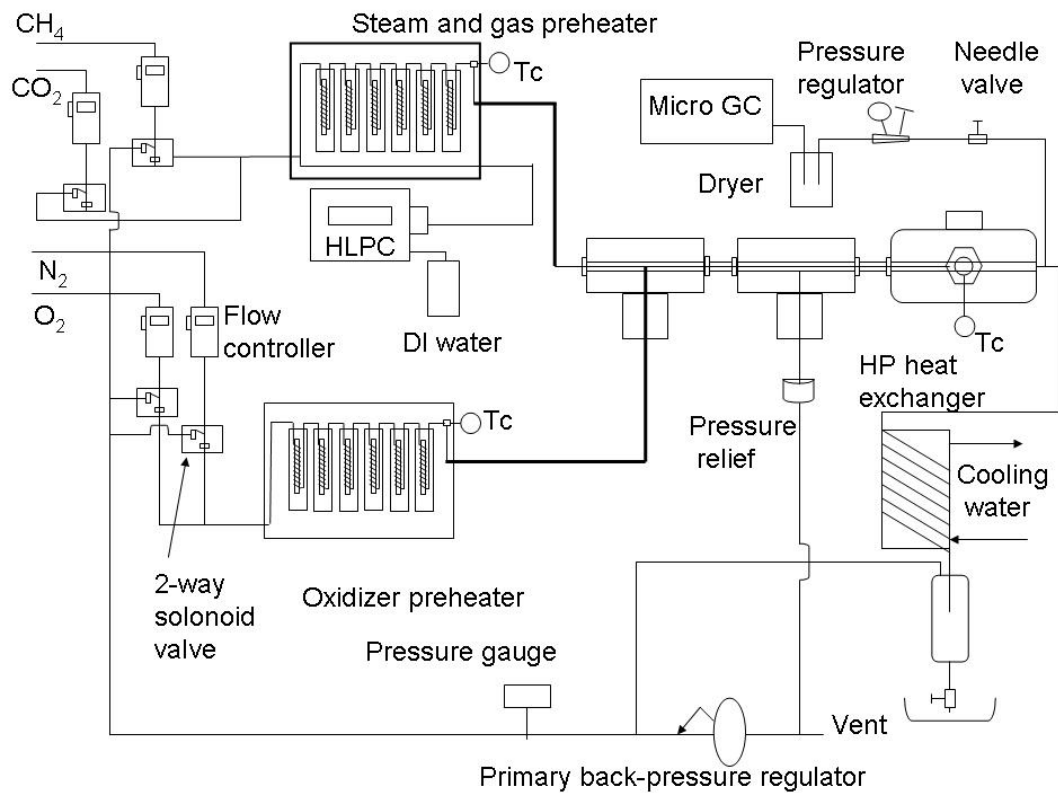 CH4
Steam and gas preheater
CO2
Tc
Pressure
regulator
Needle
valve
Micro GC
Dryer
HLPC
DI water
N2
O2
Flow
controller
Tc
HP heat
exchanger
Tc
Pressure
relief
Cooling
water
2-way
solonoid
valve
Oxidizer preheater
Pressure gauge
Vent
Primary back-pressure regulator